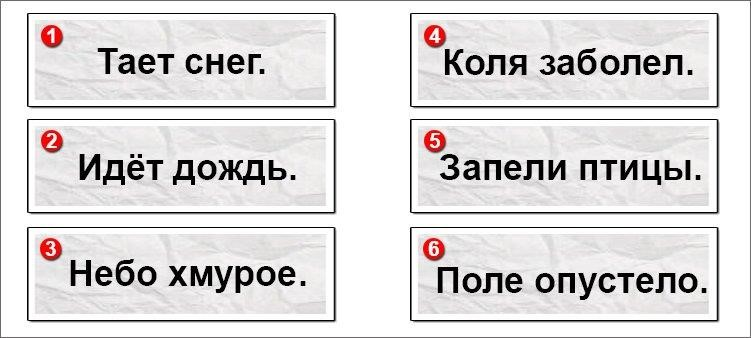 1
Тает снег.
2
Идёт дождь.
3
Небо хмурое.
4
Коля заболел.
5
Запели птицы.
6
Поле опустело.